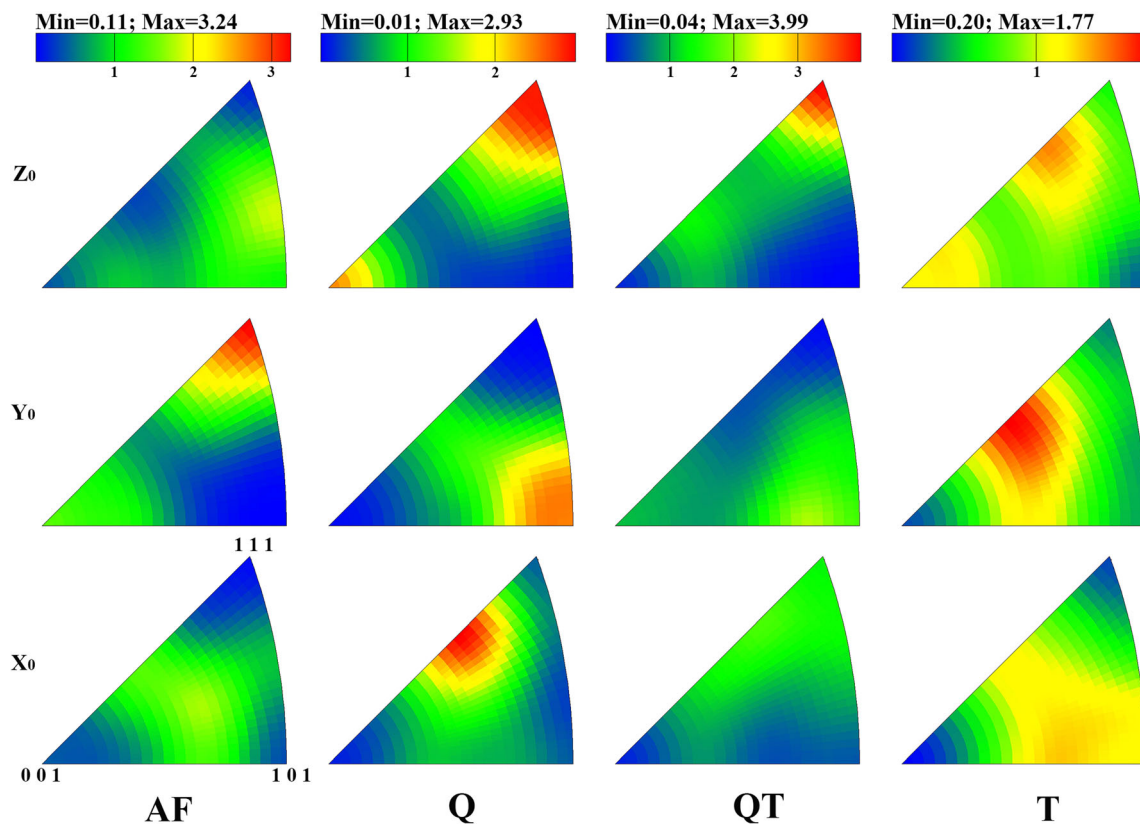 Min=0.11; Max=3.24 Min=0.01; Max=2.93 Min=0.04; Max=3.99 Min=0.20; Max=1.77
1 2 3 1 2 1 2 3 1
Z0
Y0
1 1 1
X0
0 0 1 1 0 1
AF Q QT T